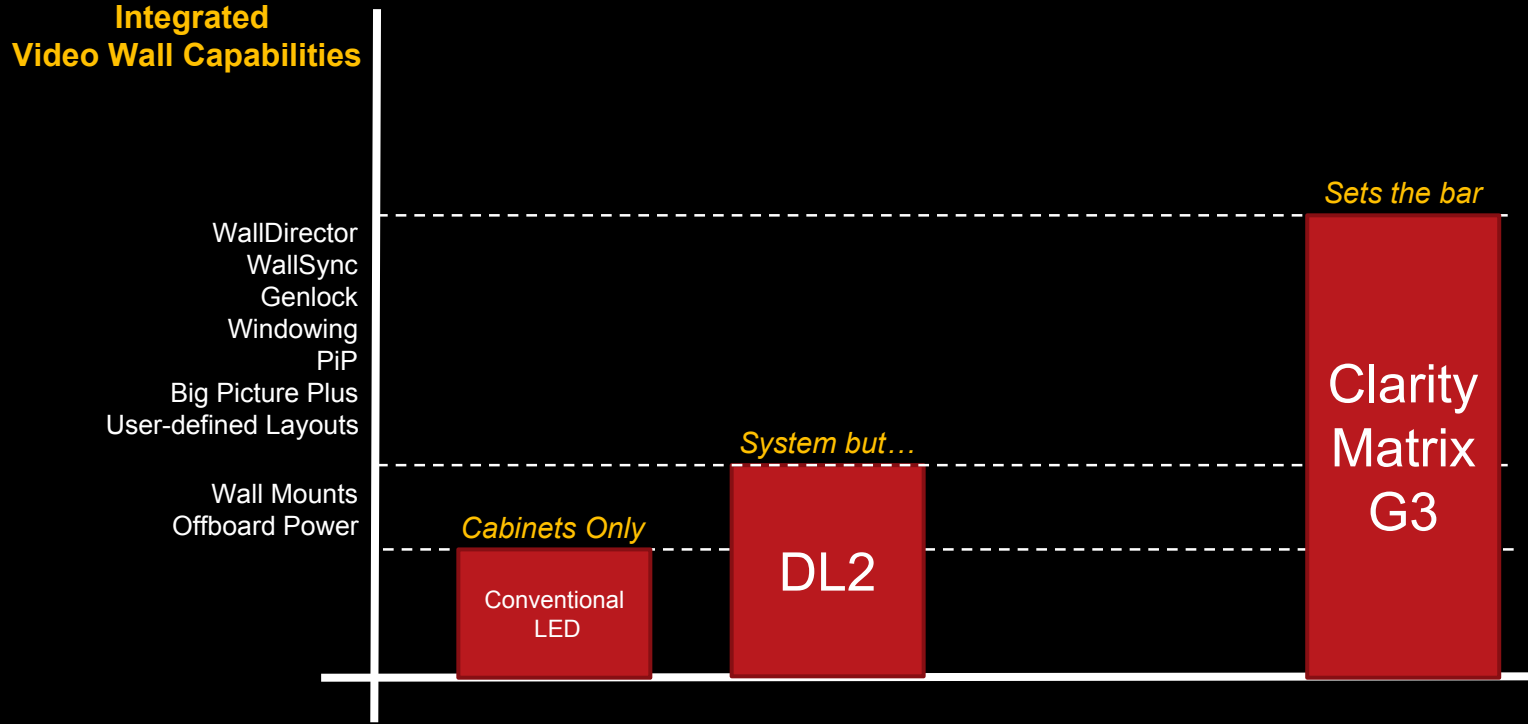 Integrated
Video Wall Capabilities
Sets the bar
WallDirector
WallSync
Genlock
Windowing
PiP
Big Picture Plus
User-defined Layouts
System but…
Wall Mounts
Offboard Power
Cabinets Only
Conventional
LED
DL2
Clarity
Matrix
G3